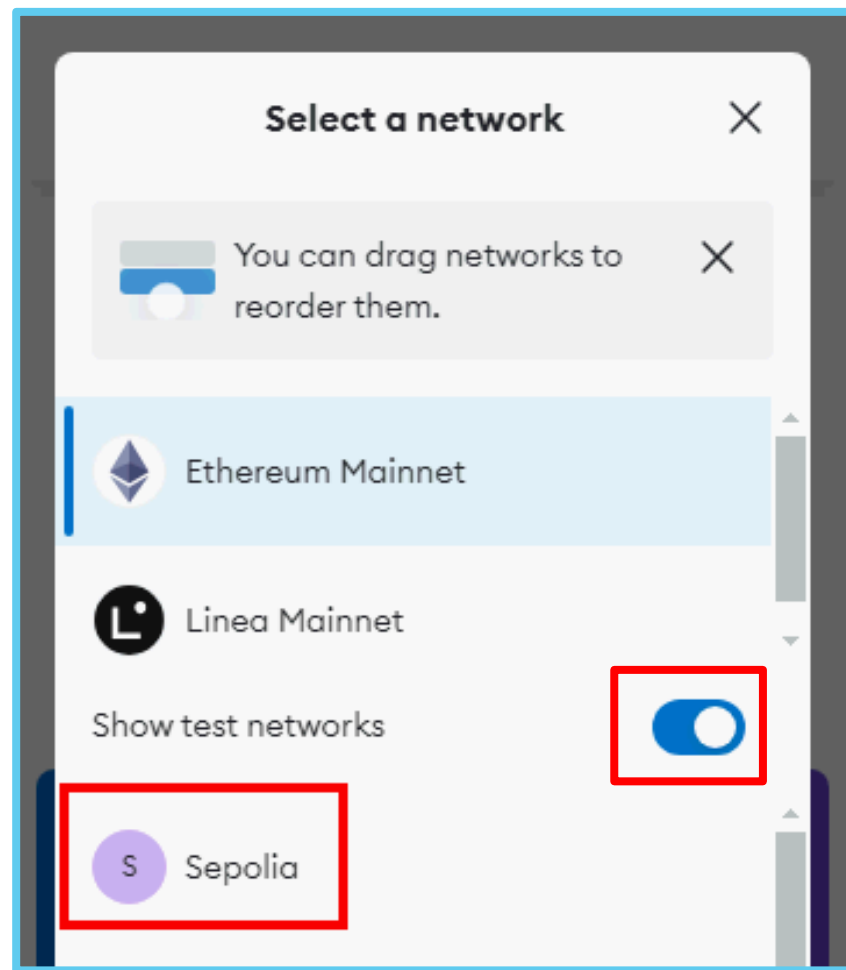 Select a network
You can drag networks to
reorder them.
Ethereum Mainnet
Linea Mainnet
Show test networks
S Sepolia